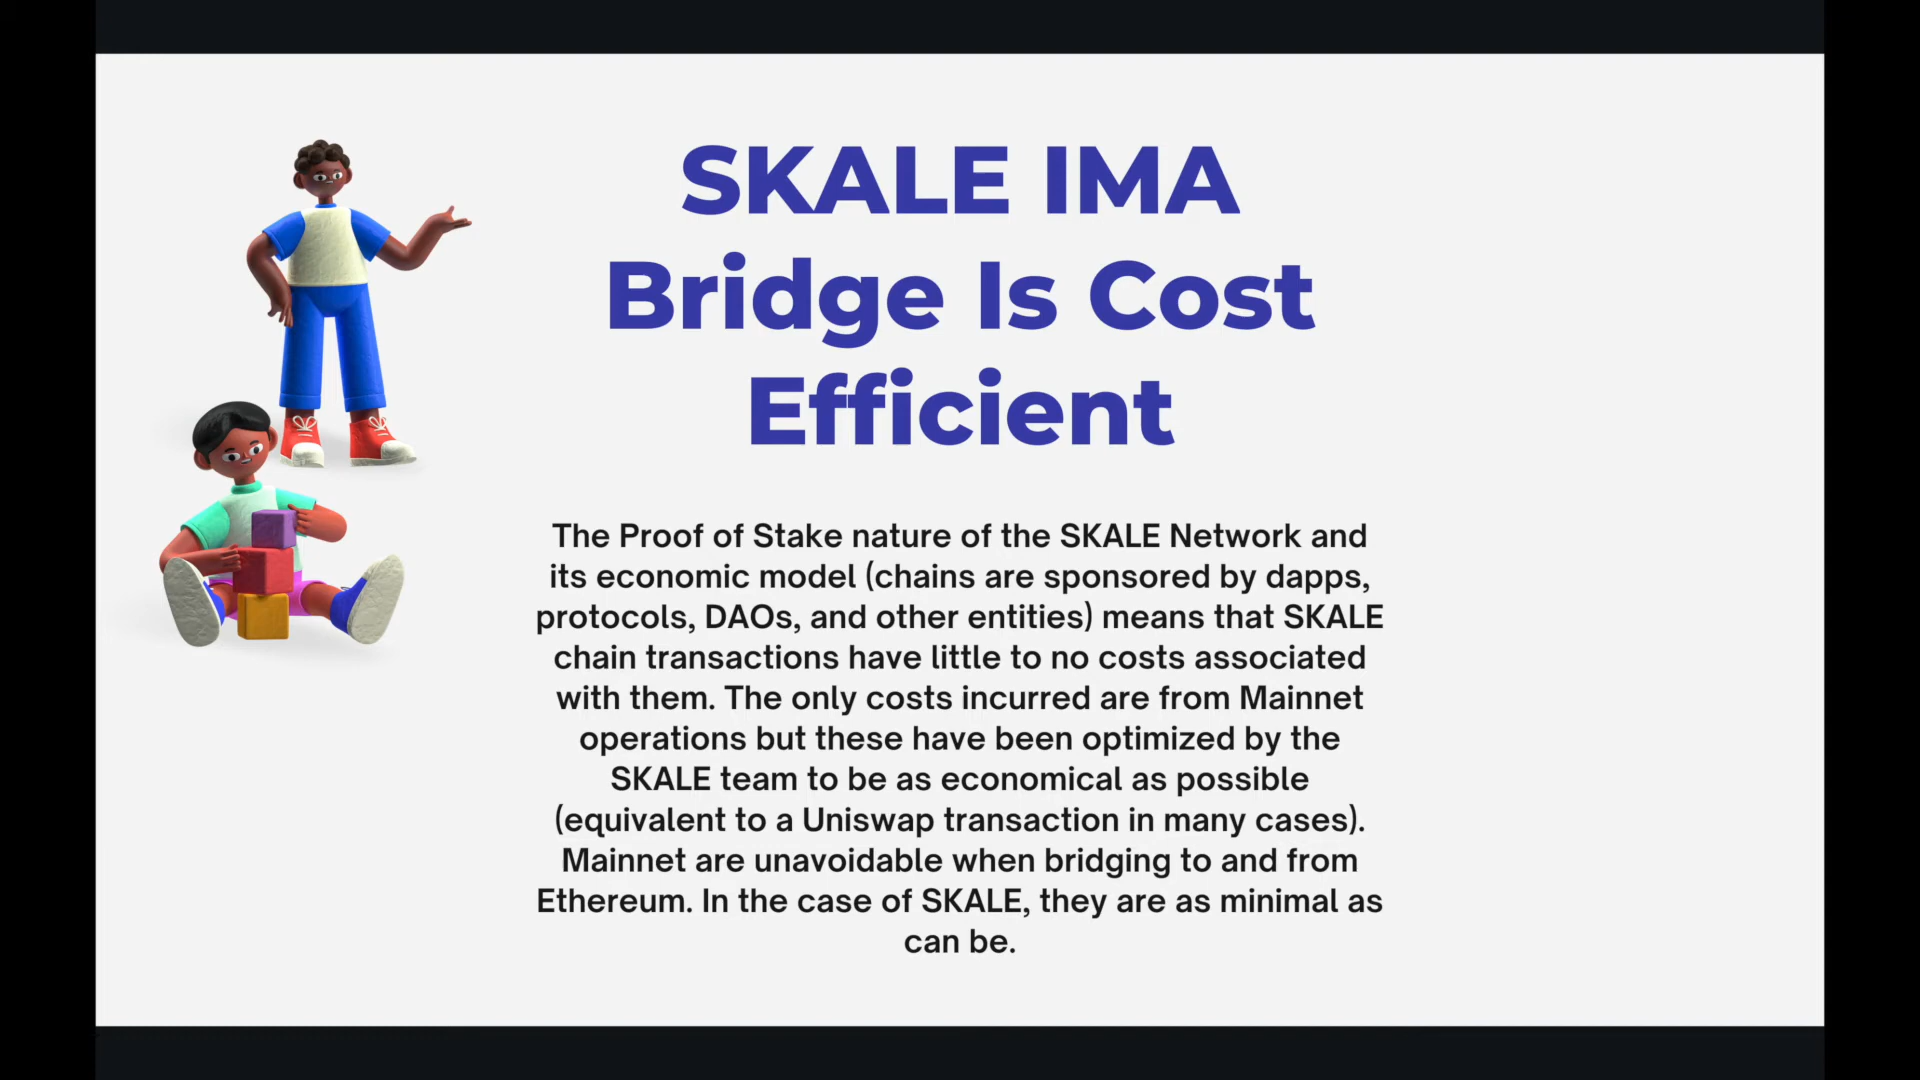 SKALE IMA
Bridge Is Cost
Efficient
The Proof of Stake nature of the SKALE Network and
its economic model (chains are sponsored by dapps,
protocols, DAOs, and other entities) means that SKALE
chain transactions have little to no costs associated
with them. The only costs incurred are from Mainnet
operations but these have been optimized by the
SKALE team to be as economical as possible
(equivalent to a Uniswap transaction in many cases).
Mainnet are unavoidable when bridging to and from
Ethereum. In the case of SKALE, they are as minimal as
can be.